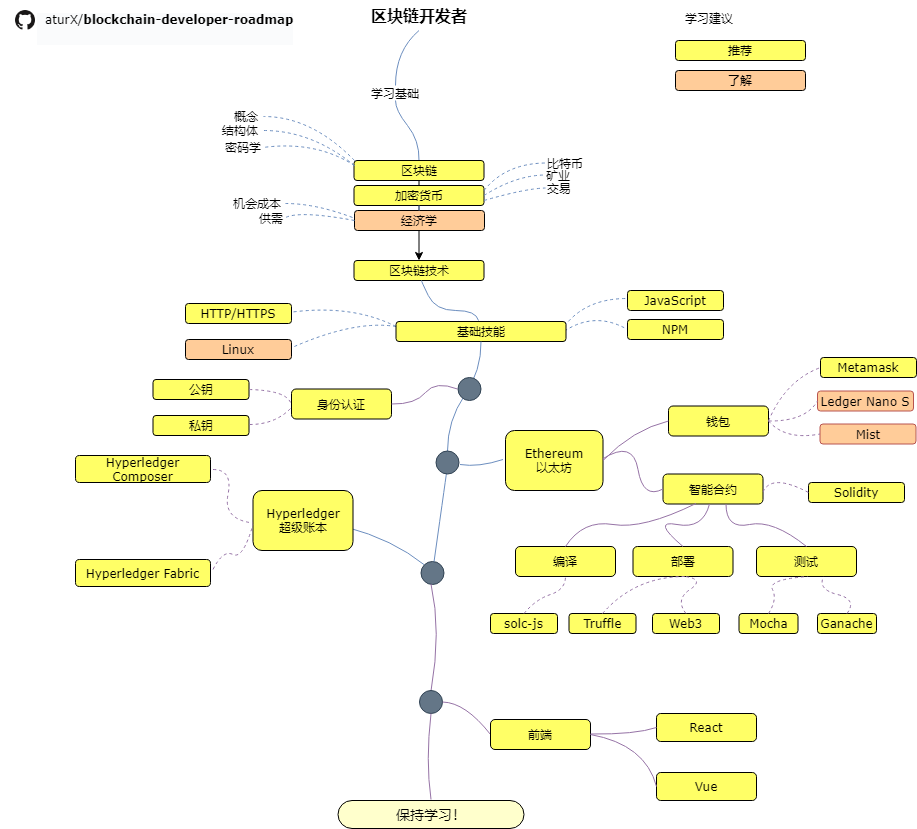 aturX/blockchain-developer-roadmap
区块链开发者
学习建议
推荐
了解
学习基础
概念
结构体
密码学
区块链
比特币
加密货币
矿业
交易
机会成本
供需
经济学
区块链技术
HTTP/HTTPS
JavaScript
基础技能
NPM
Linux
公钥
身份认证
私钥
Metamask
Ledger Nano S
钱包
Mist
Ethereum
以太坊
Hyperledger
Composer
智能合约
Solidity
Hyperledger
超级账本
编译
部署
测试
Hyperledger Fabric
solc-js
Truffle
Web3
Mocha
Ganache
前端
React
Vue
保持学习！